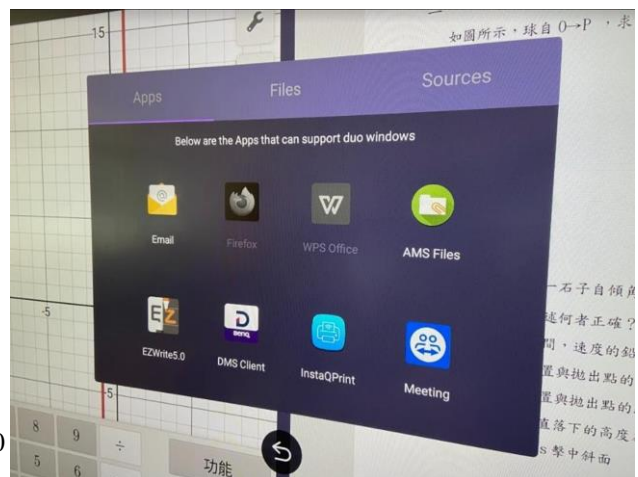 15
如圖所示,球自 O→P ,求
Apps
Files
Sources
Below are the Apps that can support duo windows
Email
Firefox
WPS Office
AMS Files
一石子自傾
述何者正確?
-5
EZ
D
benq
間,速度的鉛
EZWrite5.0
DMS Client
InstaQPrint
Meeting
置與拋出點的
置與拋出點的
直落下的高度
s 擊中斜面
-5
8
9
÷
5
6
功能